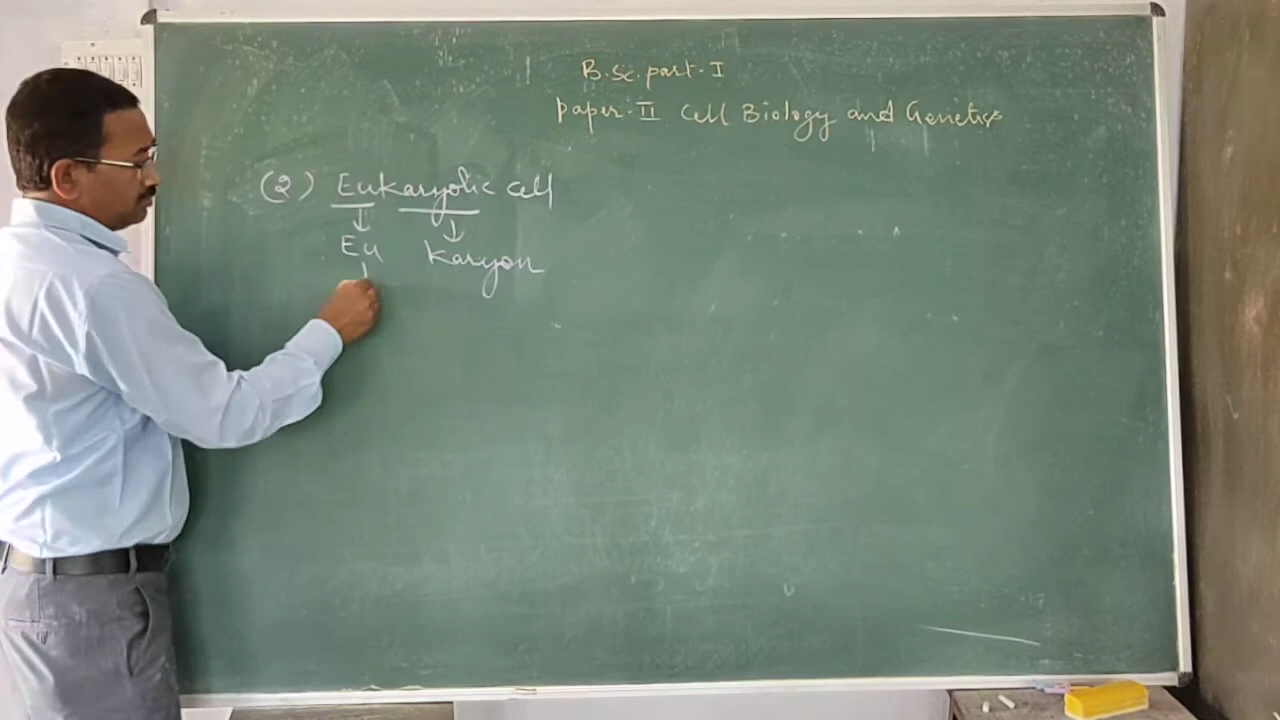 B.Sc. part-I
paper-II Cell Biology and Genetics
(2) Eukaryotic cell
↓ ↓
Eu Karyon